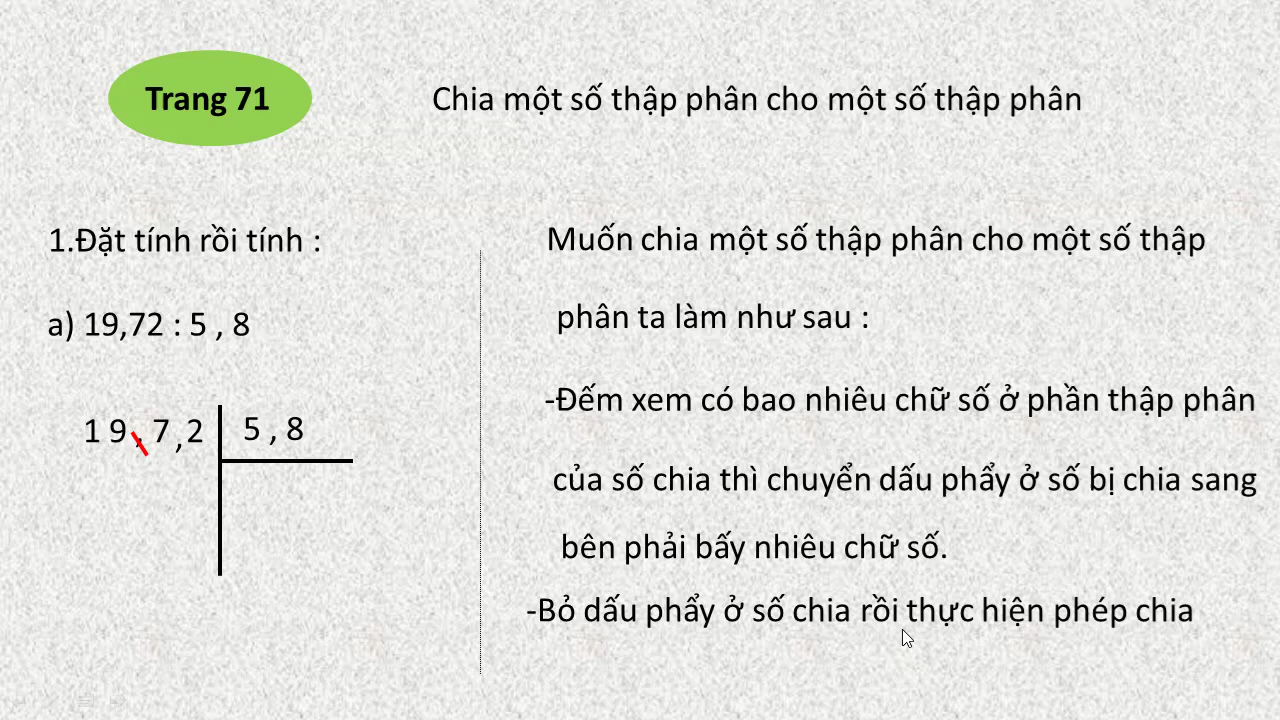 Trang 71
Chia một số thập phân cho một số thập phân
1.Đặt tính rồi tính :
a) 19,72 : 5 , 8
1 9 , 7 , 2
5 , 8
Muốn chia một số thập phân cho một số thập
phân ta làm như sau :
-Đếm xem có bao nhiêu chữ số ở phần thập phân
của số chia thì chuyển dấu phẩy ở số bị chia sang
bên phải bấy nhiêu chữ số.
-Bỏ dấu phẩy ở số chia rồi thực hiện phép chia